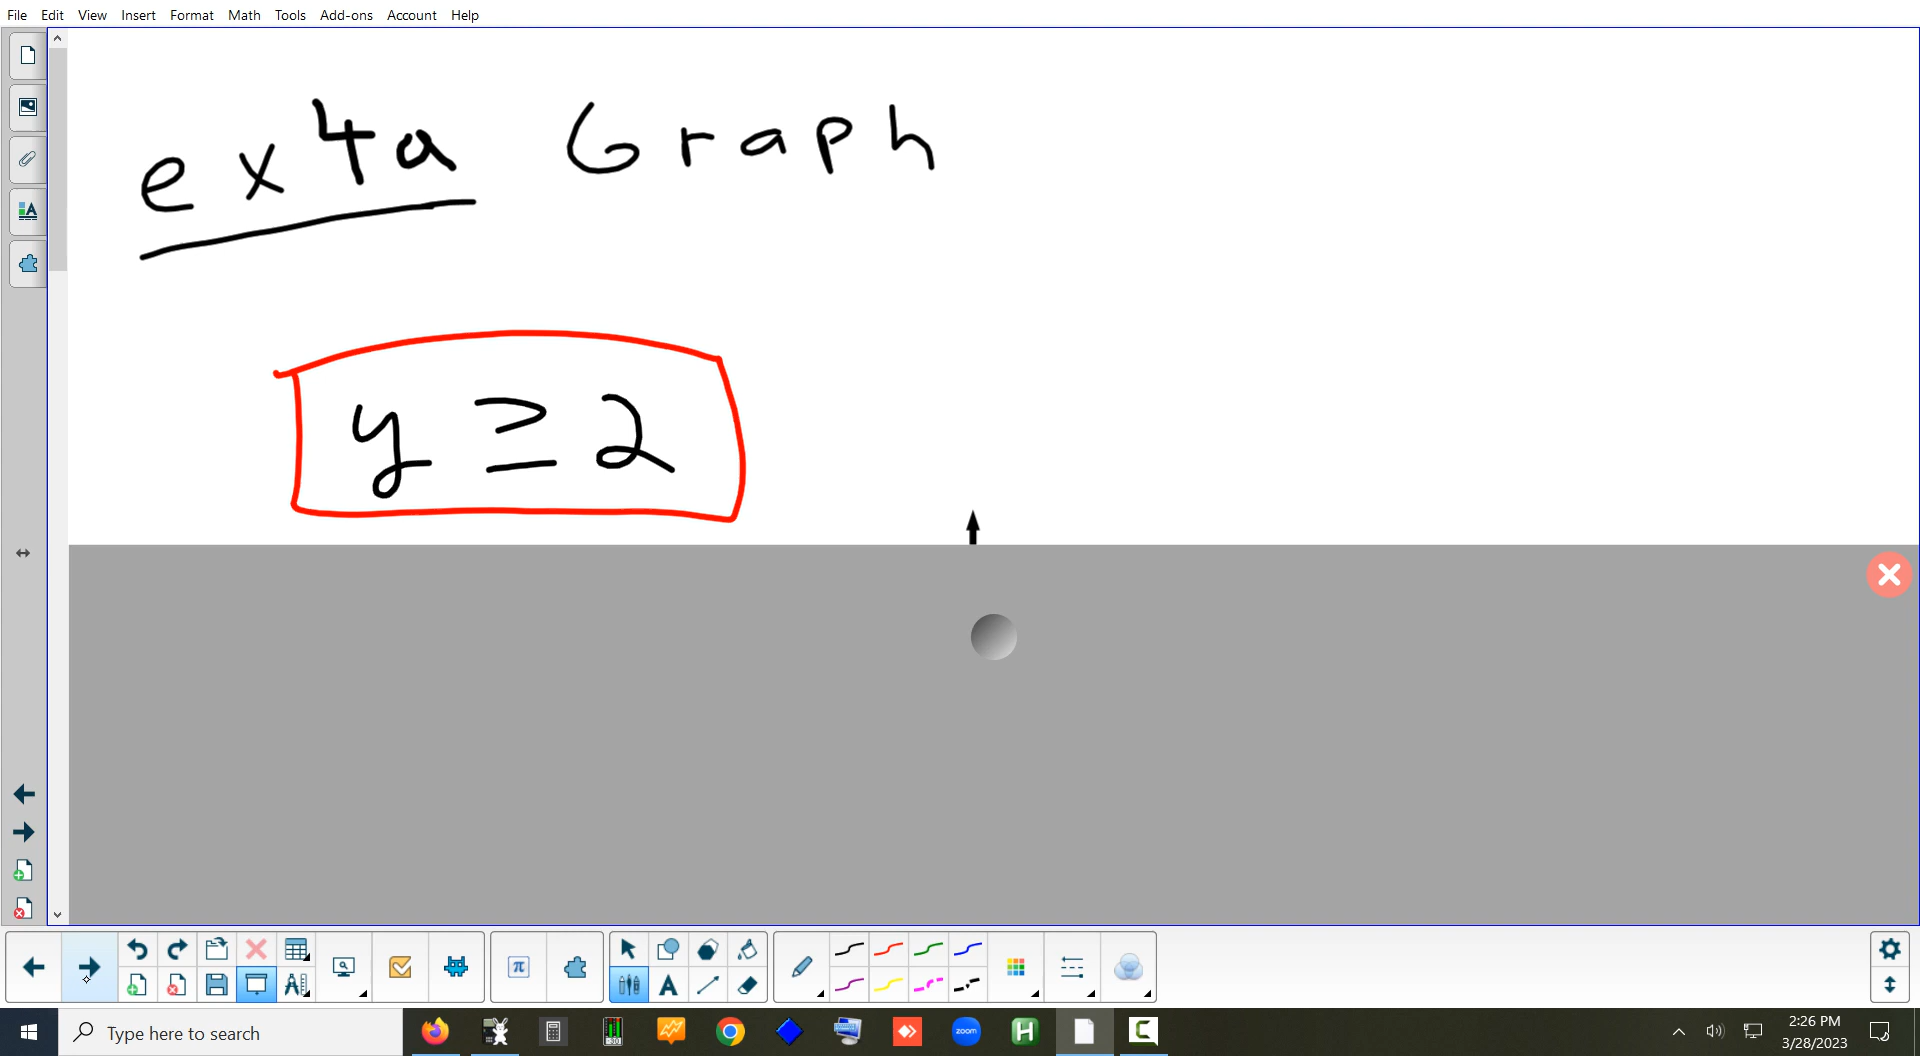 File Edit View Insert Format Math Tools Add-ons Account Help
ex 4a Graph
y ≥ 2
π
A
zoom
H
C
Type here to search
2:26 PM
3/28/2023